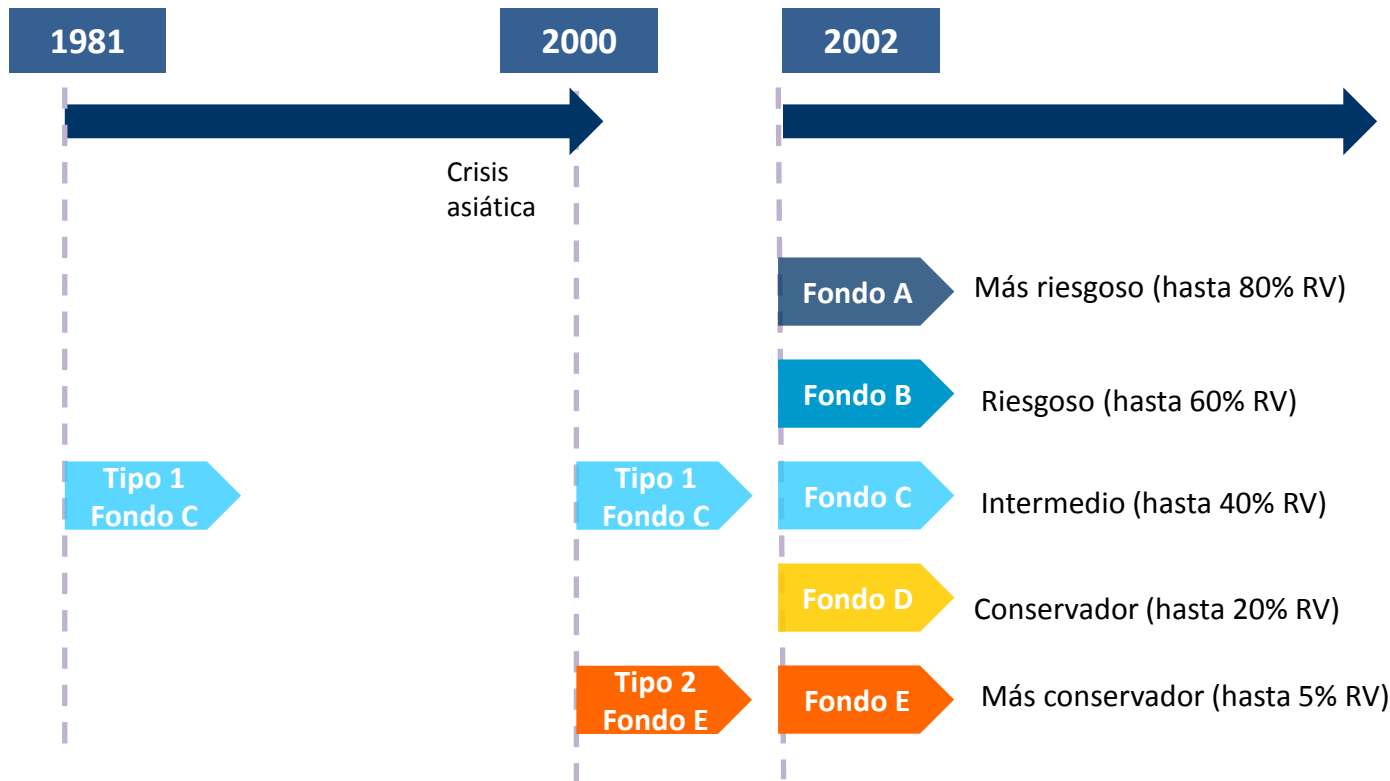 1981
2000
2002
Crisis
asiática
Fondo A
Más riesgoso (hasta 80% RV)
Fondo B
Riesgoso (hasta 60% RV)
Tipo 1
Fondo C
Tipo 1
Fondo C
Fondo C
Intermedio (hasta 40% RV)
Fondo D
Conservador (hasta 20% RV)
Tipo 2
Fondo E
Fondo E
Más conservador (hasta 5% RV)